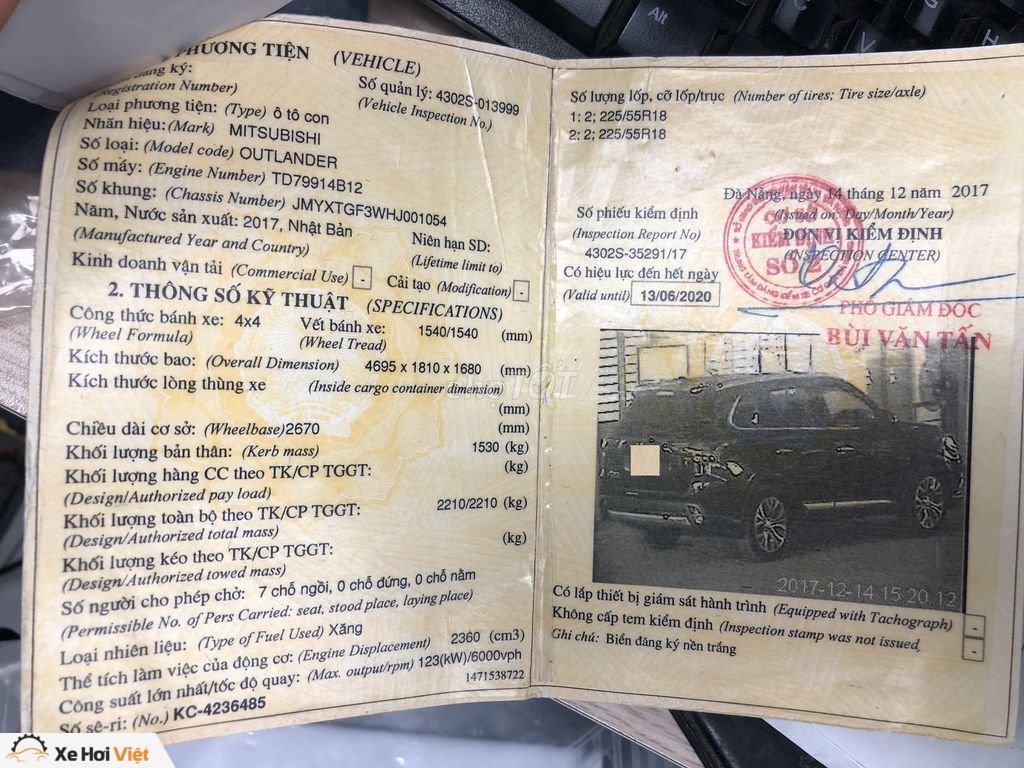 PHƯƠNG TIỆN (VEHICLE)
đăng ký:
(Registration Number)
Số quản lý: 4302S-013999
(Vehicle Inspection No.)
Loại phương tiện: (Type) ô tô con
Nhãn hiệu: (Mark) MITSUBISHI
Số loại: (Model code) OUTLANDER
Số máy: (Engine Number) TD79914B12
Số khung: (Chassis Number) JMYXTGF3WHJ001054
Năm, Nước sản xuất: 2017, Nhật Bản
(Manufactured Year and Country)
Niên hạn SD:
(Lifetime limit to)
Kinh doanh vận tải (Commercial Use) - Cải tạo (Modification) -
2. THÔNG SỐ KỸ THUẬT (SPECIFICATIONS)
Công thức bánh xe: 4x4
(Wheel Formula)
Vết bánh xe: 1540/1540 (mm)
(Wheel Tread)
Kích thước bao: (Overall Dimension) 4695 x 1810 x 1680 (mm)
Kích thước lòng thùng xe (Inside cargo container dimension)
(mm)
Chiều dài cơ sở: (Wheelbase) 2670 (mm)
Khối lượng bản thân: (Kerb mass) 1530 (kg)
Khối lượng hàng CC theo TK/CP TGGT: (kg)
(Design/Authorized pay load)
Khối lượng toàn bộ theo TK/CP TGGT: 2210/2210 (kg)
(Design/Authorized total mass)
Khối lượng kéo theo TK/CP TGGT: (kg)
(Design/Authorized towed mass)
Số người cho phép chở: 7 chỗ ngồi, 0 chỗ đứng, 0 chỗ nằm
(Permissible No. of Pers Carried: seat, stood place, laying place)
Loại nhiên liệu: (Type of Fuel Used) Xăng
Thể tích làm việc của động cơ: (Engine Displacement) 2360 (cm3)
Công suất lớn nhất/tốc độ quay: (Max. output/rpm) 123(kW)/6000vph
1471538722
Số sê-ri: (No.) KC-4236485
Số lượng lốp, cỡ lốp/trục (Number of tires; Tire size/axle)
1: 2; 225/55R18
2: 2; 225/55R18
Đà Nẵng, ngày 14 tháng 12 năm 2017
(Issued on: Day/Month/Year)
Số phiếu kiểm định
(Inspection Report No)
4302S-35291/17
ĐƠN VỊ KIỂM ĐỊNH
(INSPECTION CENTER)
KIỂM ĐỊNH
SỐ 2
Có hiệu lực đến hết ngày
(Valid until) 13/06/2020
PHÓ GIÁM ĐỐC
BÙI VĂN TẤN
2017-12-14 15:20:12
Có lắp thiết bị giám sát hành trình (Equipped with Tachograph) -
Không cấp tem kiểm định (Inspection stamp was not issued) -
Ghi chú: Biển đăng ký nền trắng
Xe Hơi Việt
Alt
C
V